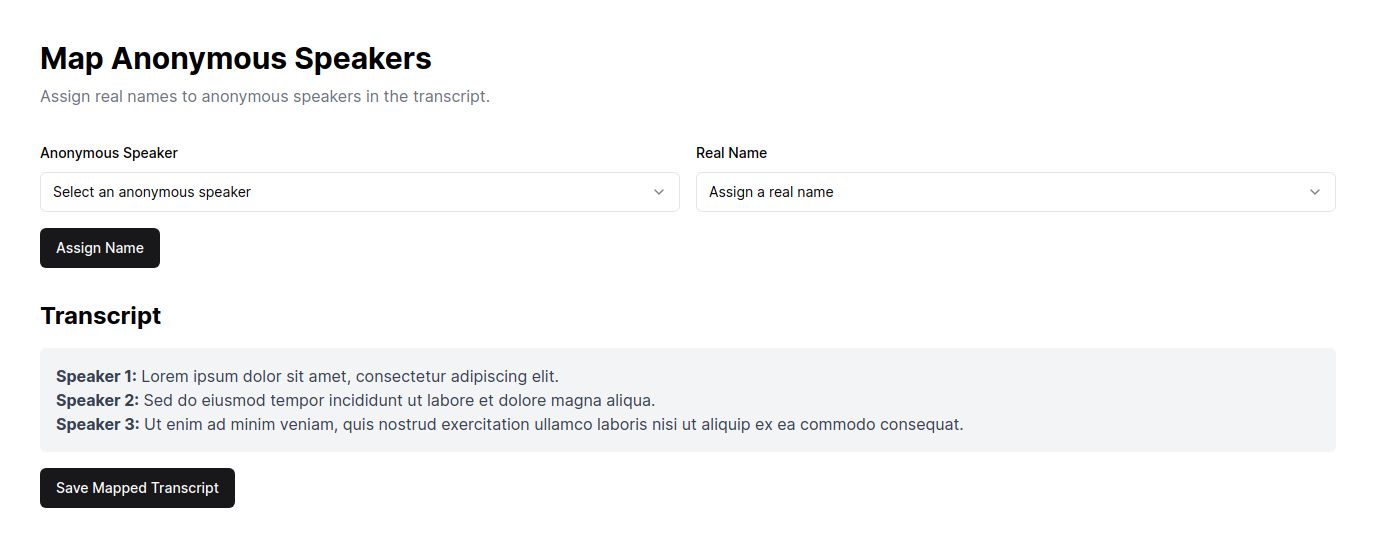 Map Anonymous Speakers
Assign real names to anonymous speakers in the transcript.
Anonymous Speaker
Real Name
Select an anonymous speaker
Assign a real name
Assign Name
Transcript
Speaker 1: Lorem ipsum dolor sit amet, consectetur adipiscing elit.
Speaker 2: Sed do eiusmod tempor incididunt ut labore et dolore magna aliqua.
Speaker 3: Ut enim ad minim veniam, quis nostrud exercitation ullamco laboris nisi ut aliquip ex ea commodo consequat.
Save Mapped Transcript